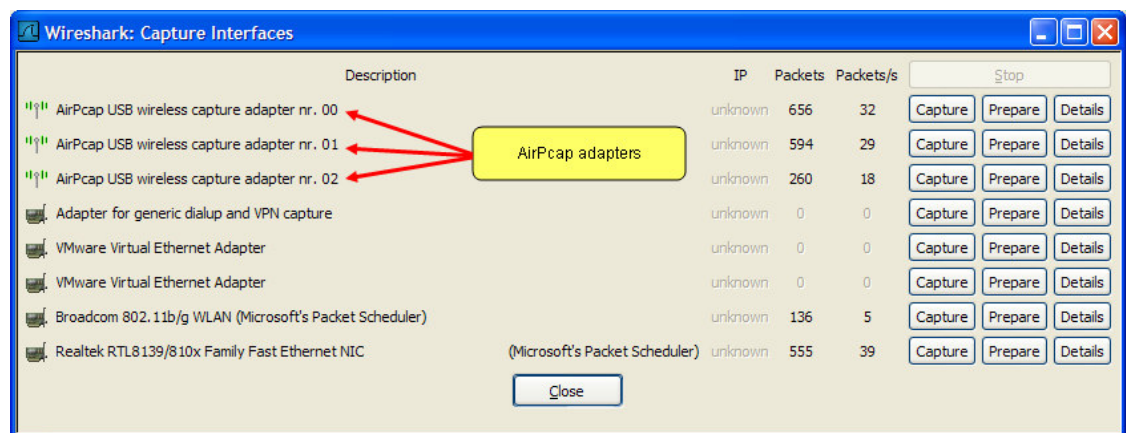 Wireshark: Capture Interfaces
Description IP Packets Packets/s Stop
AirPcap USB wireless capture adapter nr. 00 unknown 656 32 Capture Prepare Details
AirPcap USB wireless capture adapter nr. 01 unknown 594 29 Capture Prepare Details
AirPcap adapters
AirPcap USB wireless capture adapter nr. 02 unknown 260 18 Capture Prepare Details
Adapter for generic dialup and VPN capture unknown 0 0 Capture Prepare Details
VMware Virtual Ethernet Adapter unknown 0 0 Capture Prepare Details
VMware Virtual Ethernet Adapter unknown 0 0 Capture Prepare Details
Broadcom 802.11b/g WLAN (Microsoft's Packet Scheduler) unknown 136 5 Capture Prepare Details
Realtek RTL8139/810x Family Fast Ethernet NIC (Microsoft's Packet Scheduler) unknown 555 39 Capture Prepare Details
Close